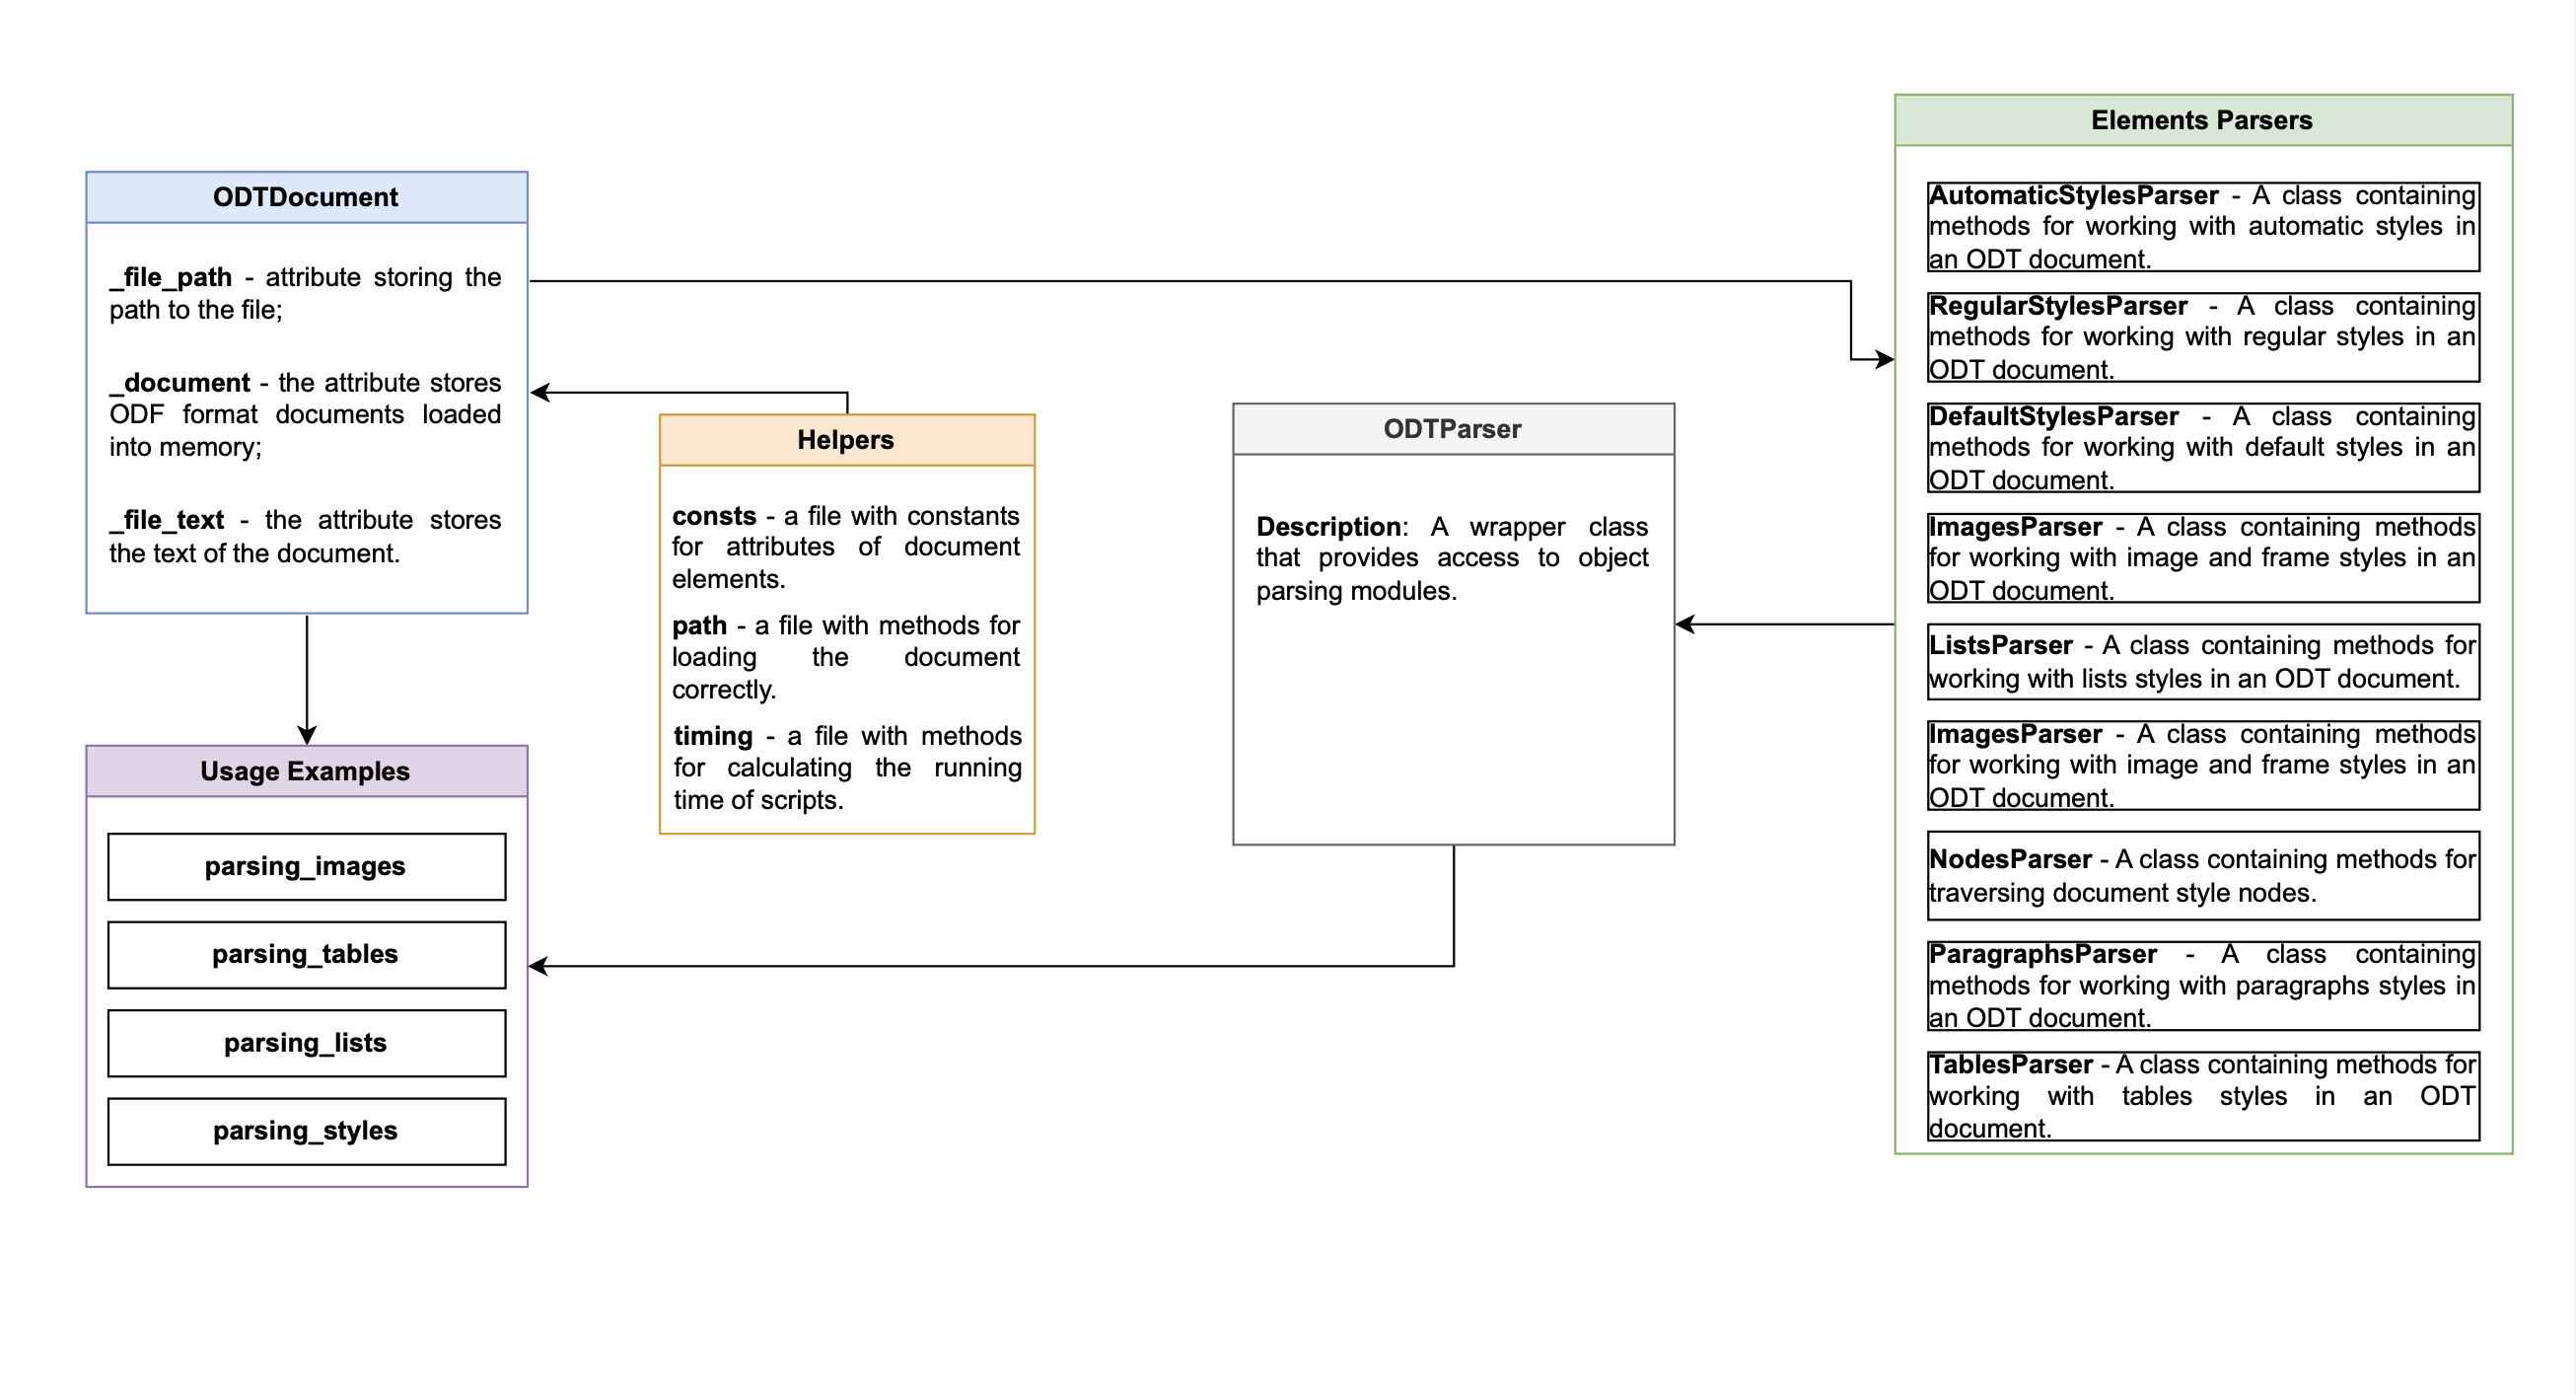 ODTDocument
_file_path - attribute storing the
path to the file;
_document - the attribute stores
ODF format documents loaded
into memory;
_file_text - the attribute stores
the text of the document.
Usage Examples
parsing_images
parsing_tables
parsing_lists
parsing_styles
Helpers
consts - a file with constants
for attributes of document
elements.
path - a file with methods for
loading the document
correctly.
timing - a file with methods
for calculating the running
time of scripts.
ODTParser
Description: A wrapper class
that provides access to object
parsing modules.
Elements Parsers
AutomaticStylesParser - A class containing
methods for working with automatic styles in
an ODT document.
RegularStylesParser - A class containing
methods for working with regular styles in an
ODT document.
DefaultStylesParser - A class containing
methods for working with default styles in an
ODT document.
ImagesParser - A class containing methods
for working with image and frame styles in an
ODT document.
ListsParser - A class containing methods for
working with lists styles in an ODT document.
ImagesParser - A class containing methods
for working with image and frame styles in an
ODT document.
NodesParser - A class containing methods for
traversing document style nodes.
ParagraphsParser - A class containing
methods for working with paragraphs styles in
an ODT document.
TablesParser - A class containing methods for
working with tables styles in an ODT
document.